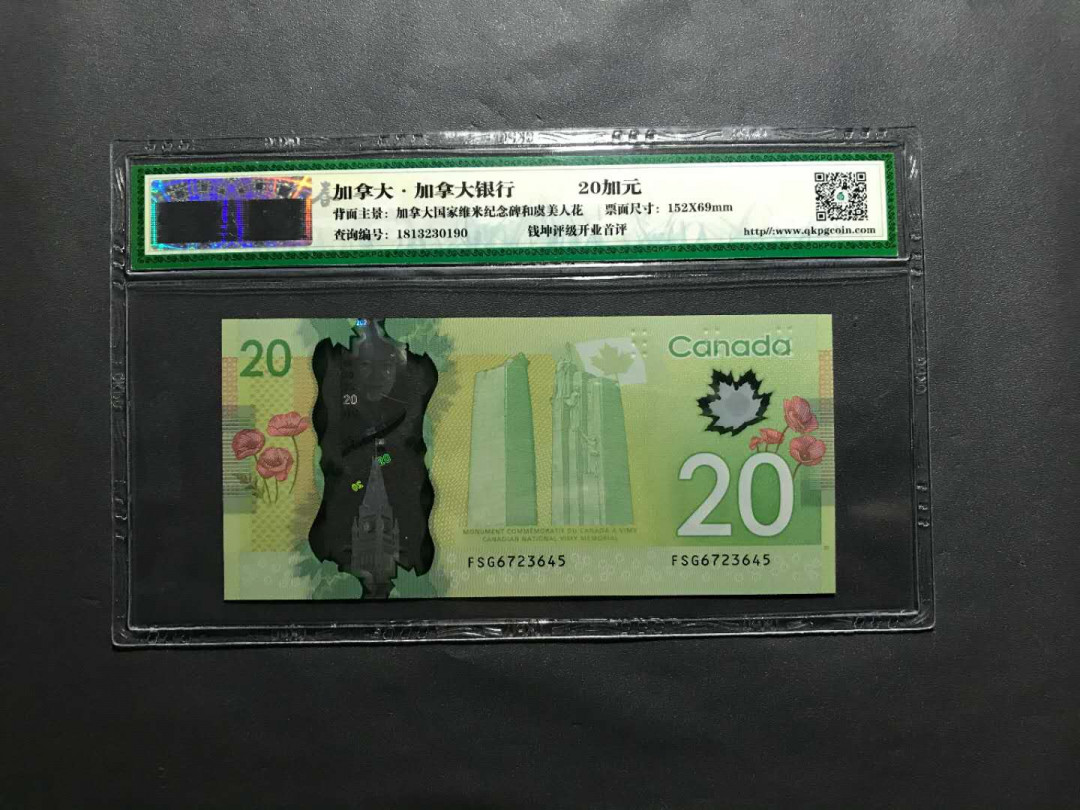 加拿大·加拿大银行 20加元
背面主景：加拿大国家维米纪念碑和虞美人花 票面尺寸：152X69mm
查询编号：1813230190 钱坤评级开业首评
http//:www.qkpgcoin.com
20
Canada
20
20
20
MONUMENT COMMÉMORATIF DU CANADA À VIMY
CANADIAN NATIONAL VIMY MEMORIAL
FSG6723645
FSG6723645